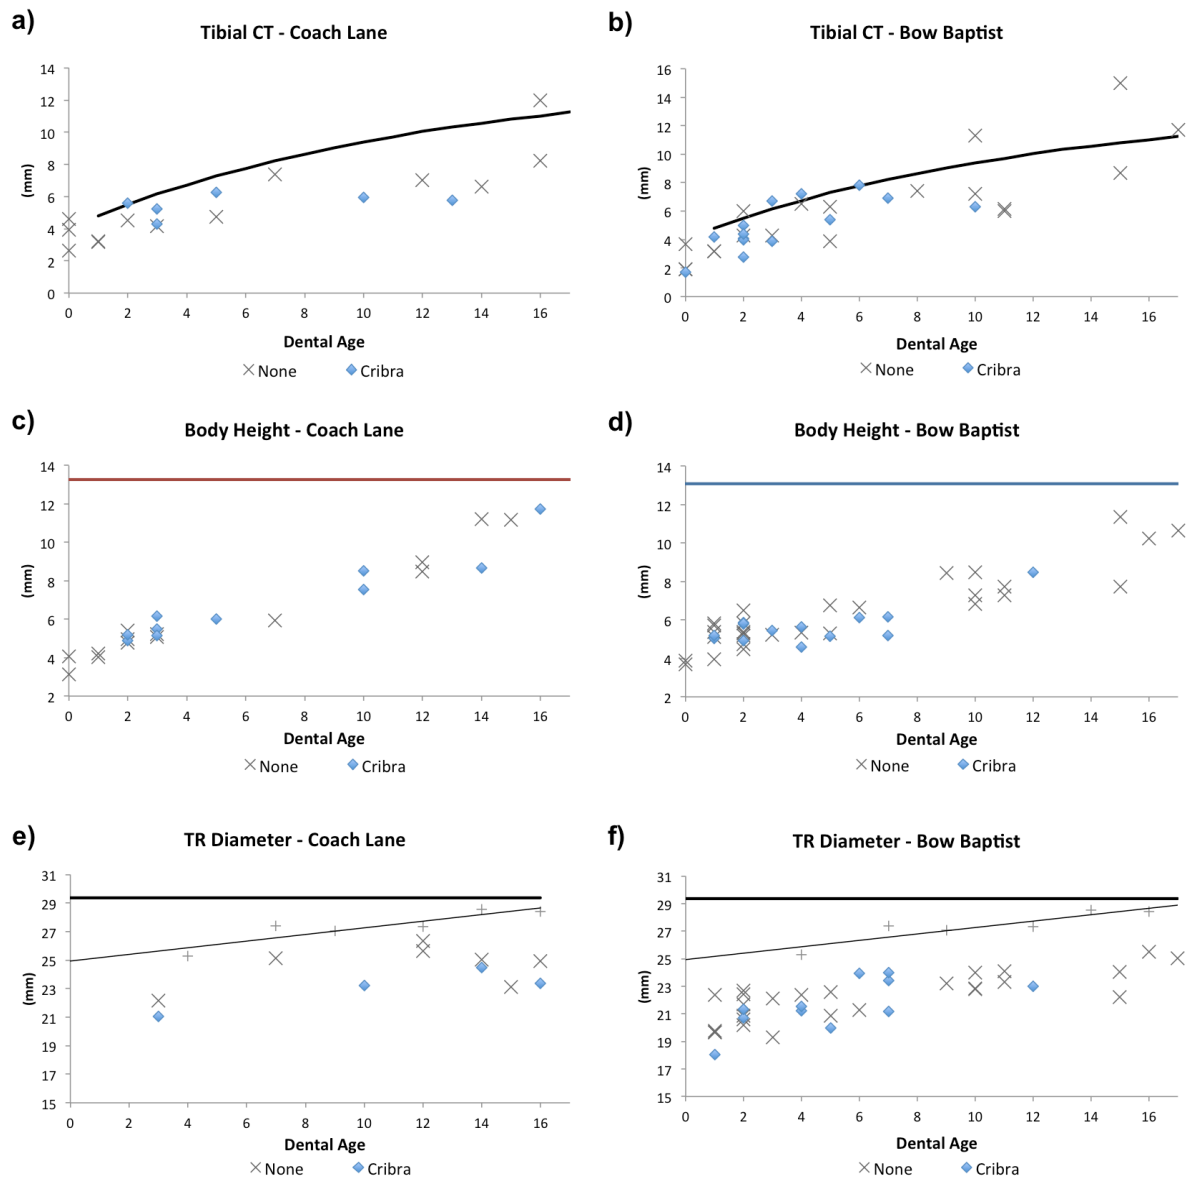 a)
Tibial CT - Coach Lane
14
12
10
8
6
4
2
0
(mm)
0 2 4 6 8 10 12 14 16
Dental Age
None Cribra
b)
Tibial CT - Bow Baptist
16
14
12
10
8
6
4
2
0
(mm)
0 2 4 6 8 10 12 14 16
Dental Age
None Cribra
c)
Body Height - Coach Lane
14
12
10
8
6
4
2
(mm)
0 2 4 6 8 10 12 14 16
Dental Age
None Cribra
d)
Body Height - Bow Baptist
14
12
10
8
6
4
2
(mm)
0 2 4 6 8 10 12 14 16
Dental Age
None Cribra
e)
TR Diameter - Coach Lane
31
29
27
25
23
21
19
17
15
(mm)
0 2 4 6 8 10 12 14 16
Dental Age
None Cribra
f)
TR Diameter - Bow Baptist
31
29
27
25
23
21
19
17
15
(mm)
0 2 4 6 8 10 12 14 16
Dental Age
None Cribra